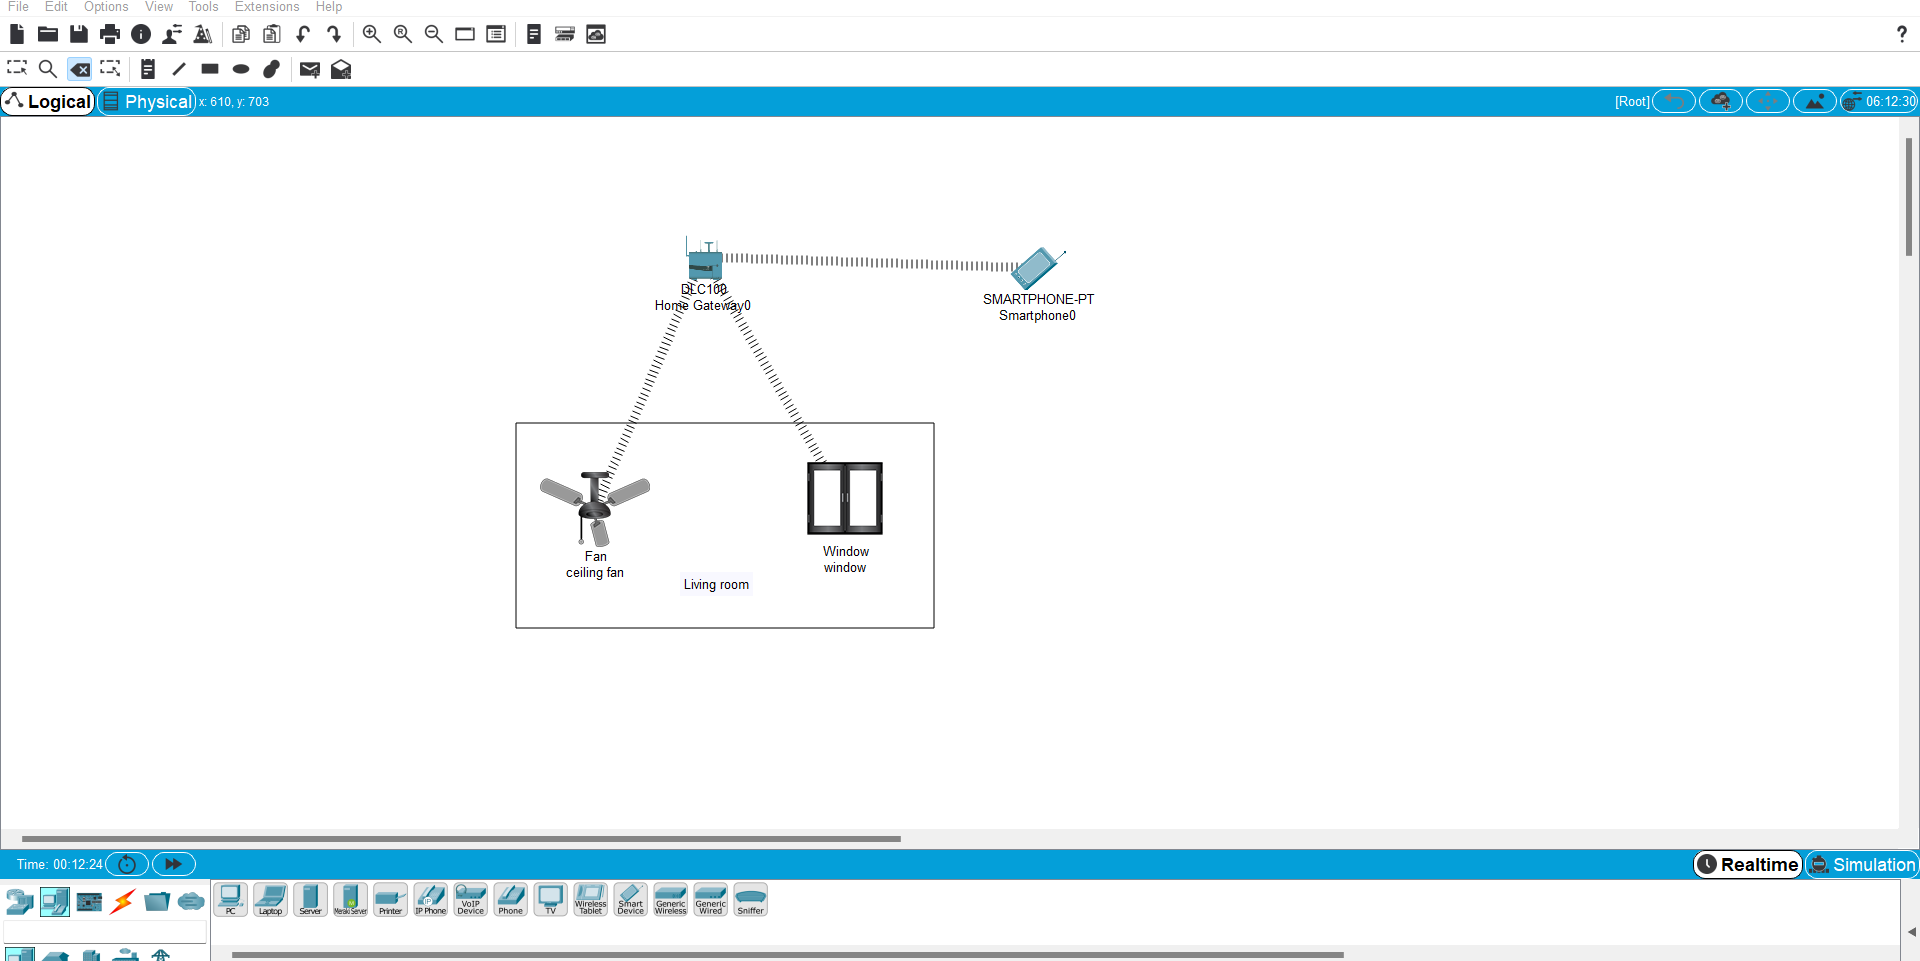 File Edit Options View Tools Extensions Help
?
Logical Physical x: 610, y: 703 [Root] 06:12:30
DLC100
Home Gateway0
SMARTPHONE-PT
Smartphone0
Fan
ceiling fan
Window
window
Living room
Time: 00:12:24 Realtime Simulation
PC Laptop Server Meraki Server Printer IP Phone VoIP Device Phone TV Wireless Tablet Smart Device Generic Wireless Generic Wired Sniffer